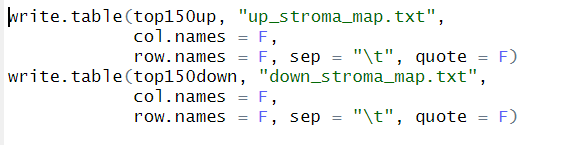 write.table(top150up, "up_stroma_map.txt",
            col.names = F,
            row.names = F, sep = "\t", quote = F)
write.table(top150down, "down_stroma_map.txt",
            col.names = F,
            row.names = F, sep = "\t", quote = F)